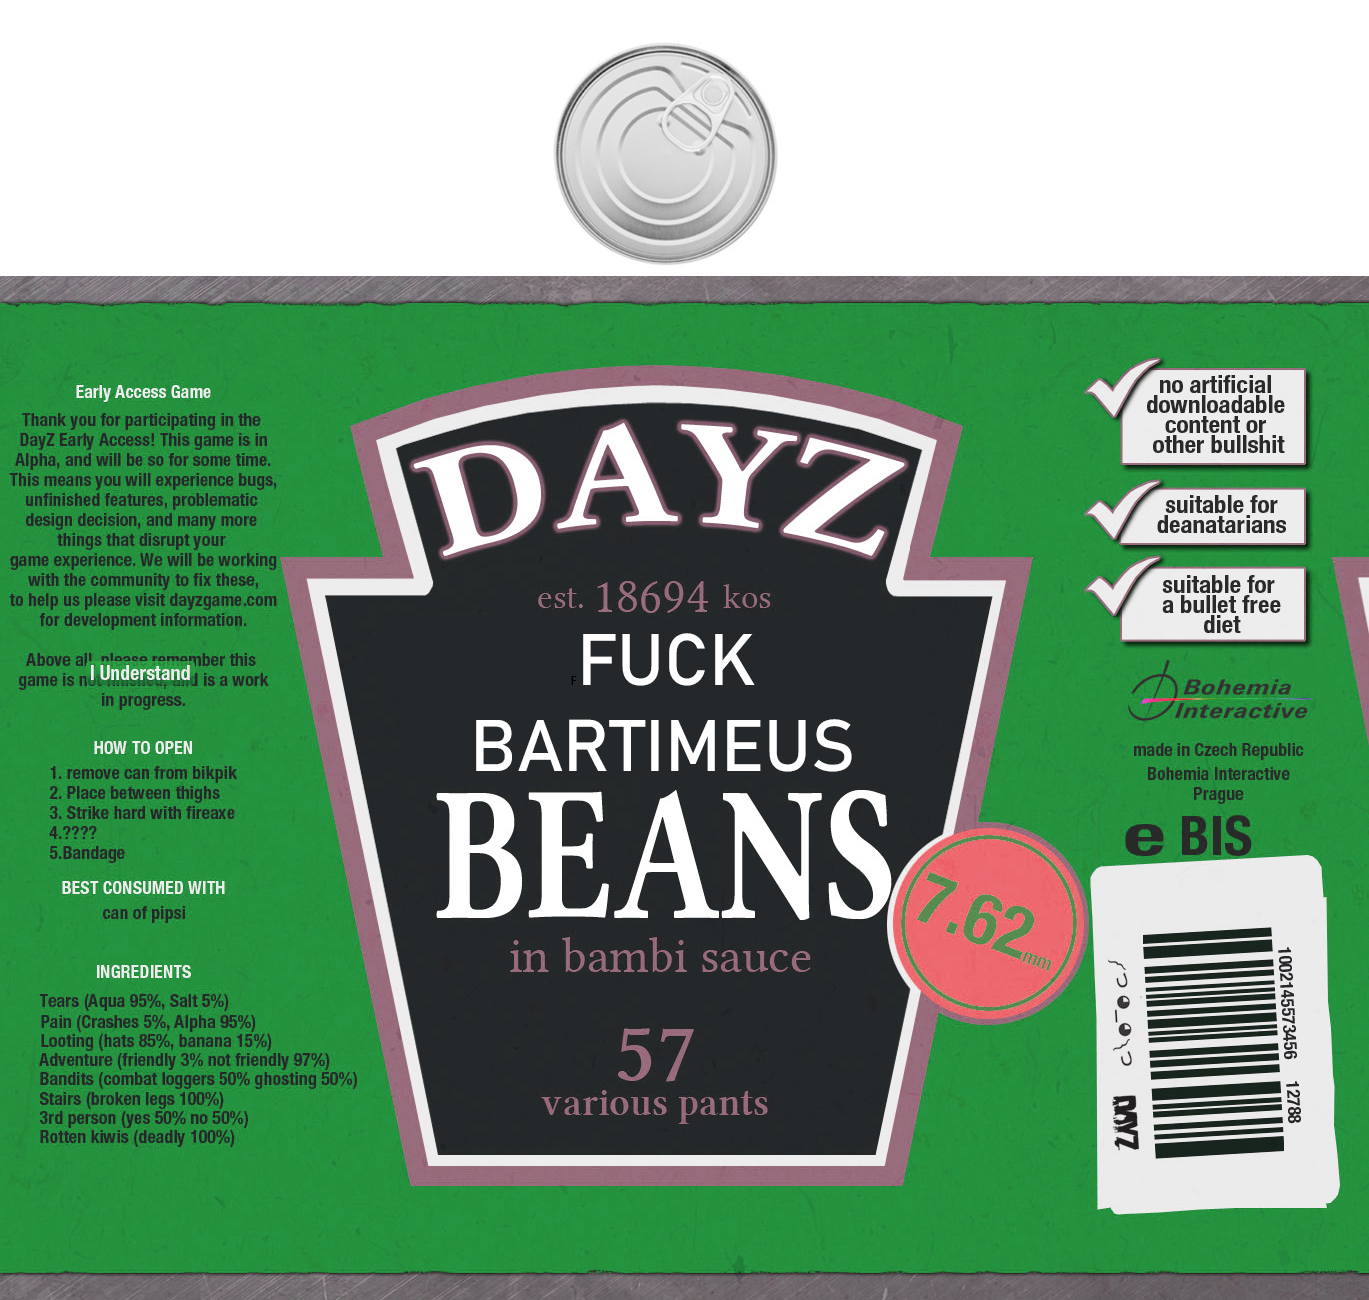 Early Access Game
Thank you for participating in the
DayZ Early Access! This game is in
Alpha, and will be so for some time.
This means you will experience bugs,
unfinished features, problematic
design decision, and many more
things that disrupt your
game experience. We will be working
with the community to fix these,
to help us please visit dayzgame.com
for development information.
Above all, please remember this
I Understand
game is not finished, and is a work
in progress.
HOW TO OPEN
1. remove can from bikpik
2. Place between thighs
3. Strike hard with fireaxe
4.????
5.Bandage
BEST CONSUMED WITH
can of pipsi
INGREDIENTS
Tears (Aqua 95%, Salt 5%)
Pain (Crashes 5%, Alpha 95%)
Looting (hats 85%, banana 15%)
Adventure (friendly 3% not friendly 97%)
Bandits (combat loggers 50% ghosting 50%)
Stairs (broken legs 100%)
3rd person (yes 50% no 50%)
Rotten kiwis (deadly 100%)
DAYZ
est. 18694 kos
F FUCK
BARTIMEUS
BEANS
in bambi sauce
57
various pants
7.62mm
no artificial
downloadable
content or
other bullshit
suitable for
deanatarians
suitable for
a bullet free
diet
Bohemia
Interactive
made in Czech Republic
Bohemia Interactive
Prague
e BIS
1002145573456 12788
DAYZ